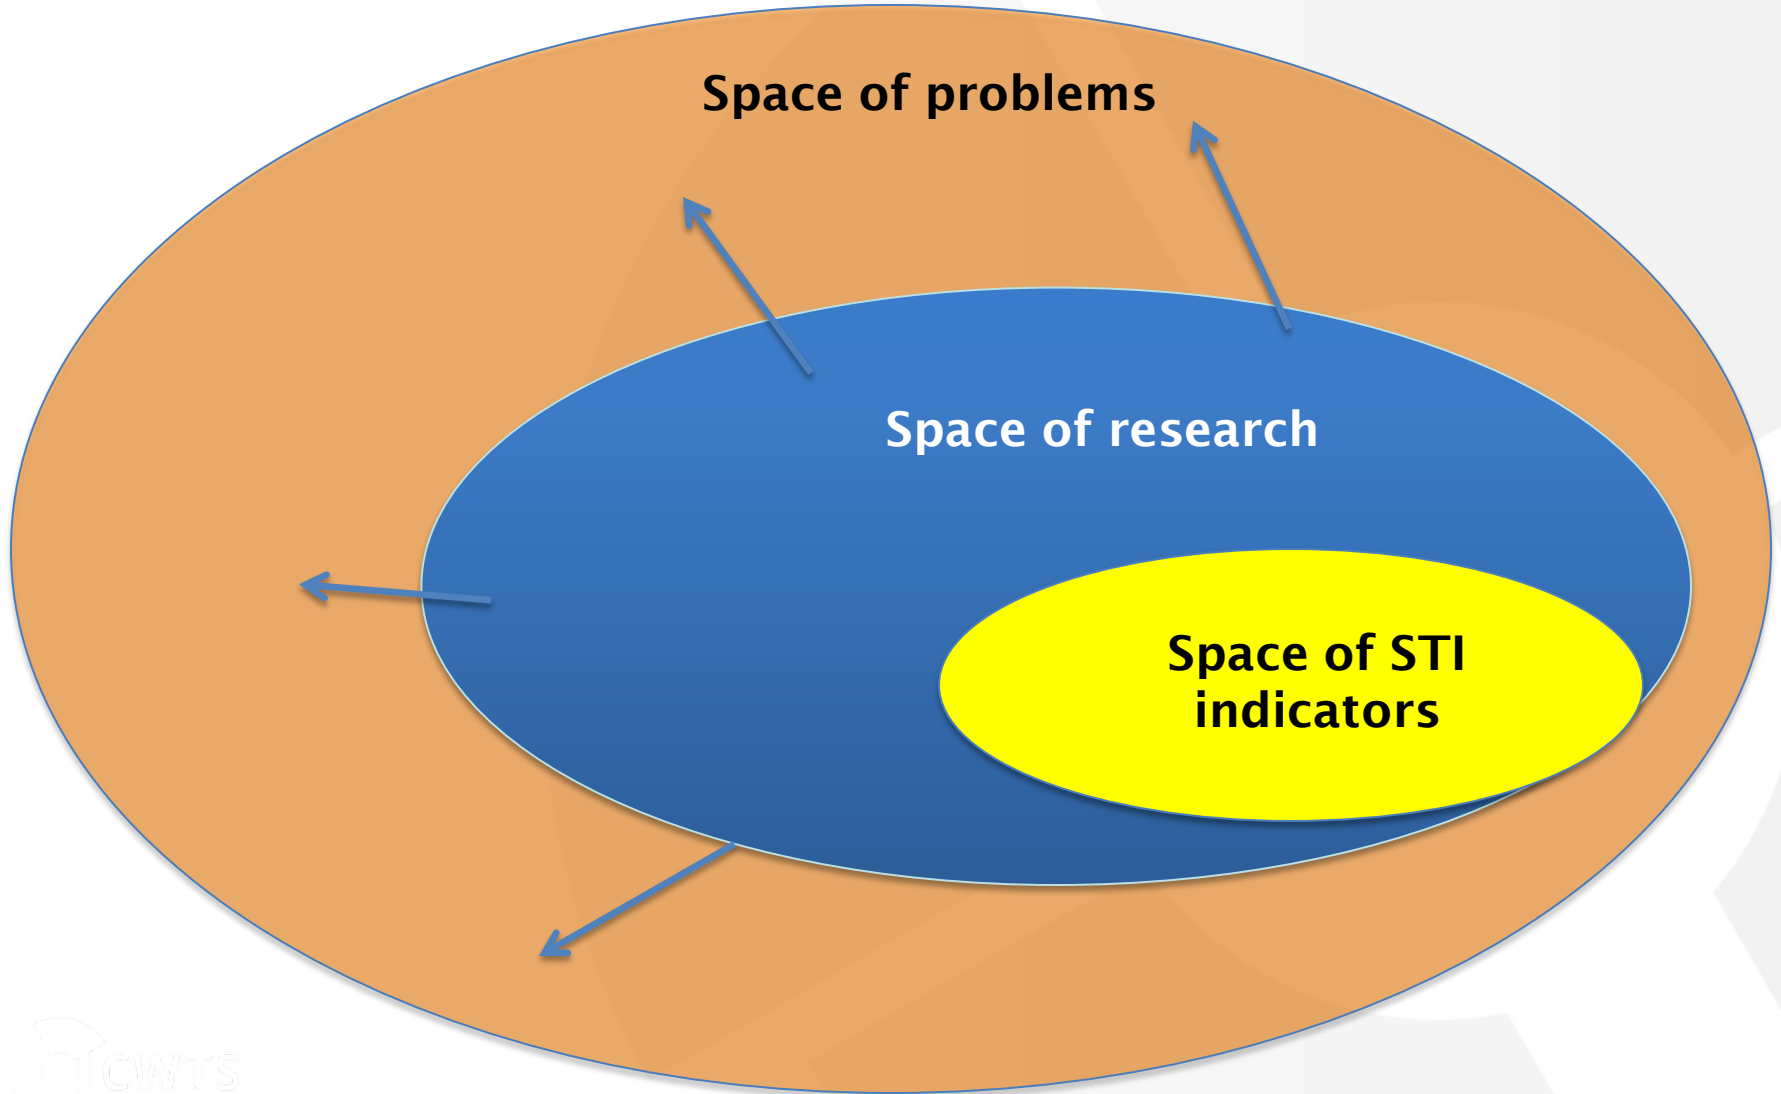 Space of problems
Space of research
Space of STI
indicators
CWTS